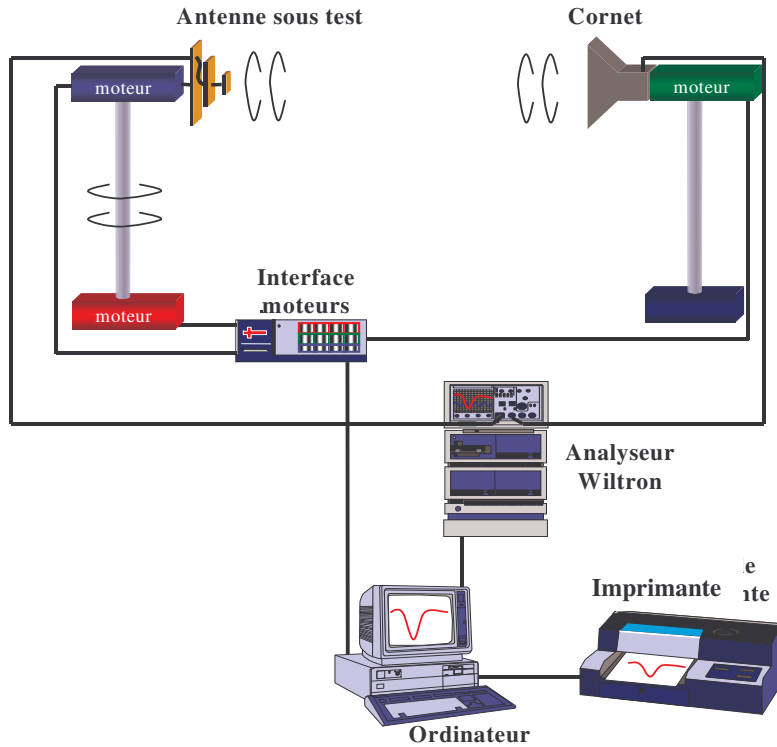 Antenne sous test
Cornet
moteur
moteur
moteur
Interface
moteurs
Analyseur
Wiltron
Imprimante
Ordinateur